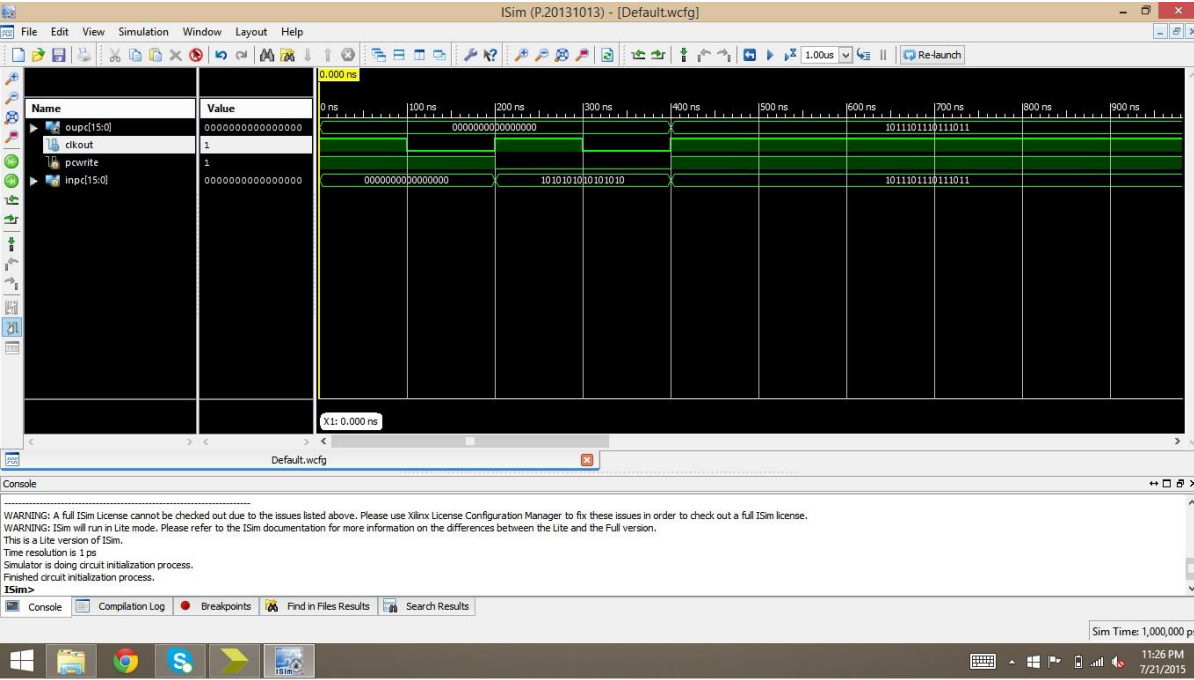 ISim (P.20131013) - [Default.wcfg]
File Edit View Simulation Window Layout Help
1.00us Re-launch
0.000 ns
Name Value 0 ns 100 ns 200 ns 300 ns 400 ns 500 ns 600 ns 700 ns 800 ns 900 ns
oupc[15:0] 0000000000000000 0000000000000000 1011101110111011
clkout 1
pcwrite 1
inpc[15:0] 0000000000000000 0000000000000000 1010101010101010 1011101110111011
X1: 0.000 ns
Default.wcfg
Console
WARNING: A full ISim License cannot be checked out due to the issues listed above. Please use Xilinx License Configuration Manager to fix these issues in order to check out a full ISim license.
WARNING: ISim will run in Lite mode. Please refer to the ISim documentation for more information on the differences between the Lite and the Full version.
This is a Lite version of ISim.
Time resolution is 1 ps
Simulator is doing circuit initialization process.
Finished circuit initialization process.
ISim>
Console Compilation Log Breakpoints Find in Files Results Search Results
Sim Time: 1,000,000 ps
ISim
11:26 PM
7/21/2015